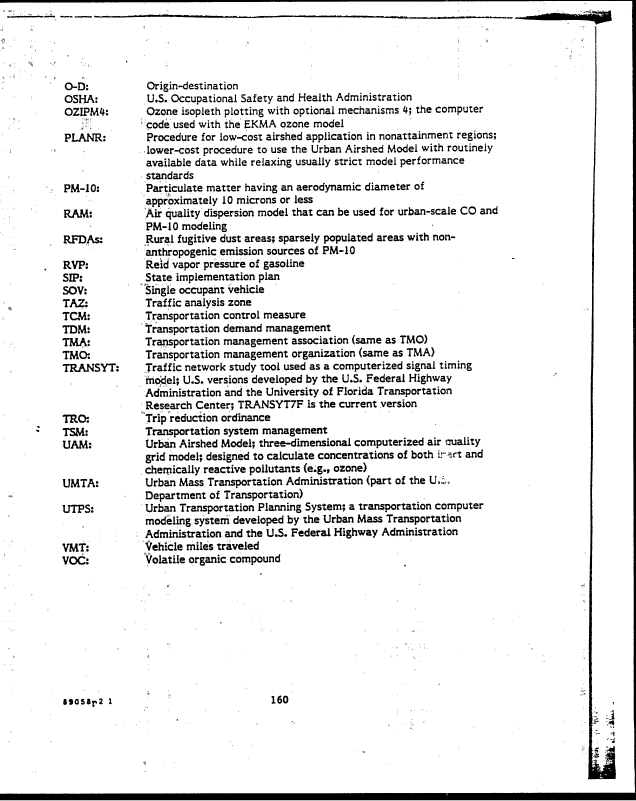 O-D: Origin-destination
OSHA: U.S. Occupational Safety and Health Administration
OZIPM4: Ozone isopleth plotting with optional mechanisms 4; the computer
code used with the EKMA ozone model
PLANR: Procedure for low-cost airshed application in nonattainment regions;
lower-cost procedure to use the Urban Airshed Model with routinely
available data while relaxing usually strict model performance
standards
PM-10: Particulate matter having an aerodynamic diameter of
approximately 10 microns or less
RAM: Air quality dispersion model that can be used for urban-scale CO and
PM-10 modeling
RFDAs: Rural fugitive dust areas; sparsely populated areas with non-
anthropogenic emission sources of PM-10
RVP: Reid vapor pressure of gasoline
SIP: State implementation plan
SOV: Single occupant vehicle
TAZ: Traffic analysis zone
TCM: Transportation control measure
TDM: Transportation demand management
TMA: Transportation management association (same as TMO)
TMO: Transportation management organization (same as TMA)
TRANSYT: Traffic network study tool used as a computerized signal timing
model; U.S. versions developed by the U.S. Federal Highway
Administration and the University of Florida Transportation
Research Center; TRANSYT7F is the current version
TRO: Trip reduction ordinance
TSM: Transportation system management
UAM: Urban Airshed Model; three-dimensional computerized air quality
grid model; designed to calculate concentrations of both inert and
chemically reactive pollutants (e.g., ozone)
UMTA: Urban Mass Transportation Administration (part of the U.S.
Department of Transportation)
UTPS: Urban Transportation Planning System; a transportation computer
modeling system developed by the Urban Mass Transportation
Administration and the U.S. Federal Highway Administration
VMT: Vehicle miles traveled
VOC: Volatile organic compound
89058r2 1 160